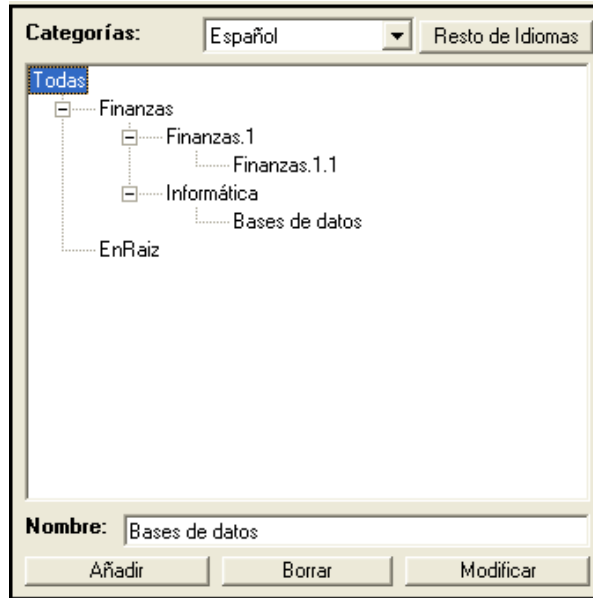 Categorías: Español Resto de Idiomas
Todas
Finanzas
Finanzas.1
Finanzas.1.1
Informática
Bases de datos
EnRaiz
Nombre: Bases de datos
Añadir Borrar Modificar